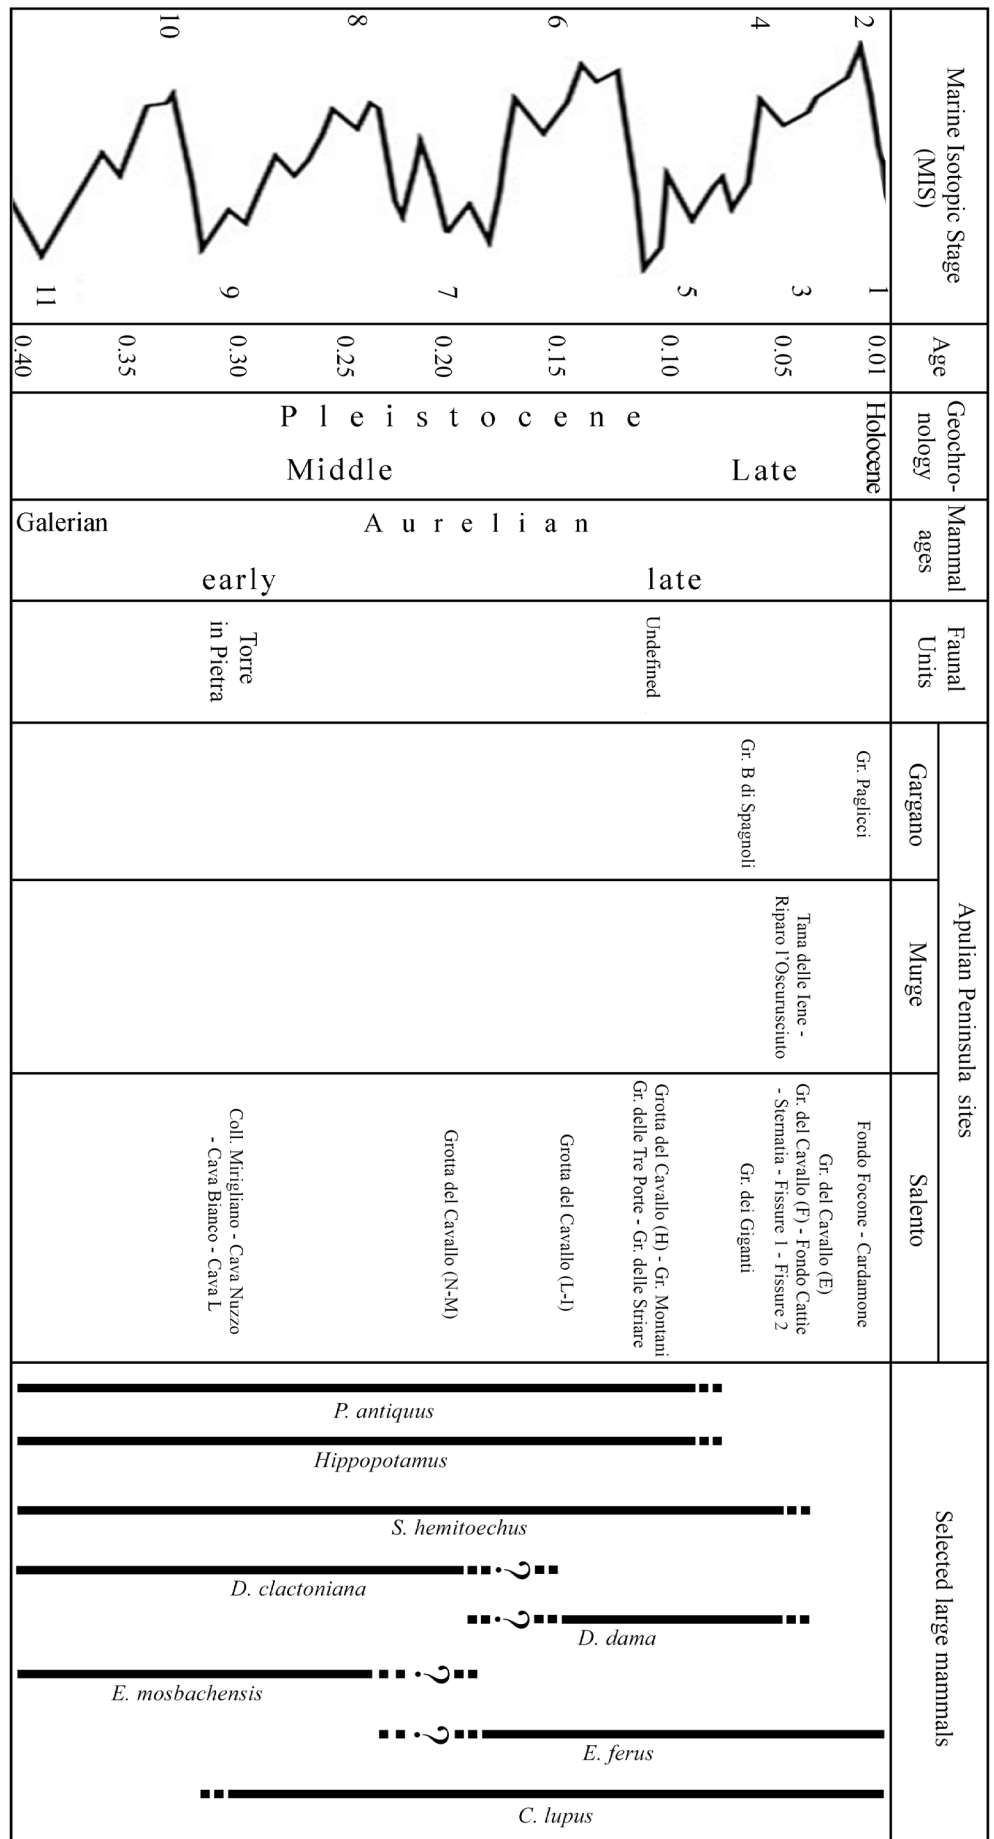 Marine Isotopic Stage
(MIS)
2
4
6
8
10
1
3
5
7
9
11
Age
0.01
0.05
0.10
0.15
0.20
0.25
0.30
0.35
0.40
Geochro-
nology
Holocene
Pleistocene
Late
Middle
Mammal
ages
Aurelian
Galerian
late
early
Faunal
Units
Undefined
Torre
in Pietra
Apulian Peninsula sites
Gargano
Gr. Paglicci
Gr. B di Spagnoli
Murge
Tana delle Iene -
Riparo l'Oscurusciuto
Salento
Fondo Focone - Cardamone
Gr. del Cavallo (E)
Gr. del Cavallo (F) - Fondo Cattie
- Sternatia - Fissure 1 - Fissure 2
Gr. dei Giganti
Grotta del Cavallo (H) - Gr. Montani
Gr. delle Tre Porte - Gr. delle Striare
Grotta del Cavallo (L-I)
Grotta del Cavallo (N-M)
Coll. Mirigliano - Cava Nuzzo
- Cava Bianco - Cava L
Selected large mammals
P. antiquus
Hippopotamus
S. hemitoechus
?
D. clactoniana
?
D. dama
?
E. mosbachensis
?
E. ferus
C. lupus